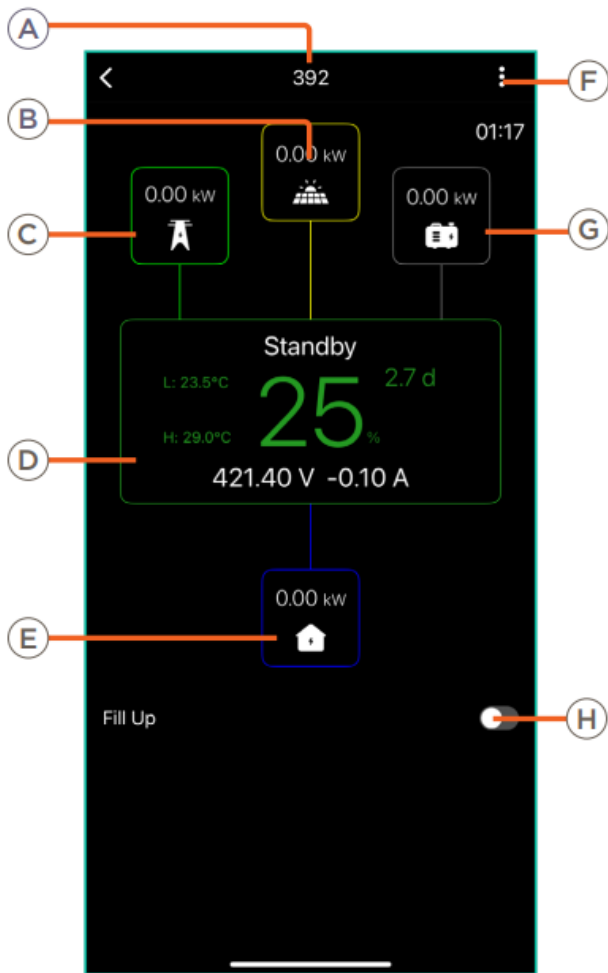 A
392
F
B
01:17
0.00 kW
0.00 kW
0.00 kW
C
G
Standby
L: 23.5°C
25%
2.7 d
H: 29.0°C
D
421.40 V -0.10 A
0.00 kW
E
Fill Up
H